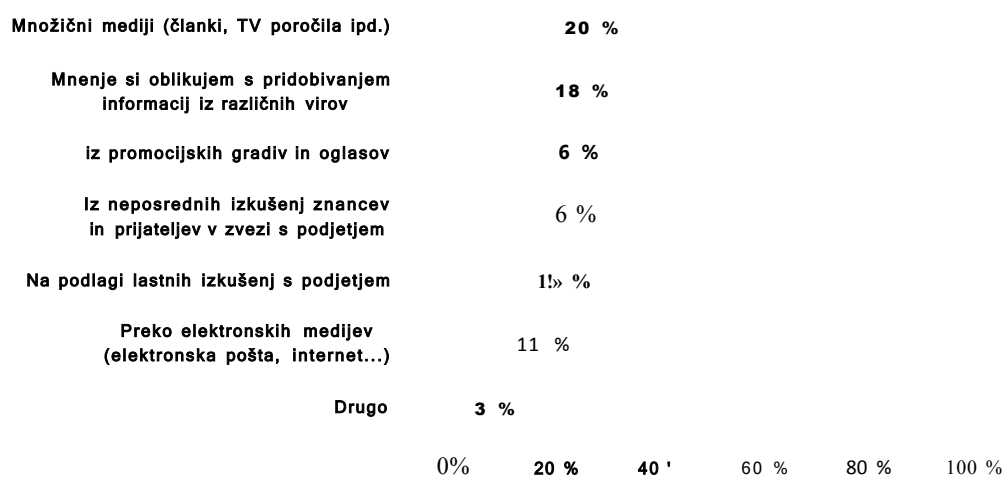 Množični mediji (članki, TV poročila ipd.)
20 %
Mnenje si oblikujem s pridobivanjem
informacij iz različnih virov
18 %
iz promocijskih gradiv in oglasov
6 %
Iz neposrednih izkušenj znancev
in prijateljev v zvezi s podjetjem
6 %
Na podlagi lastnih izkušenj s podjetjem
1!» %
Preko elektronskih medijev
(elektronska pošta, internet...)
11 %
Drugo
3 %
0% 20 % 40 ' 60 % 80 % 100 %